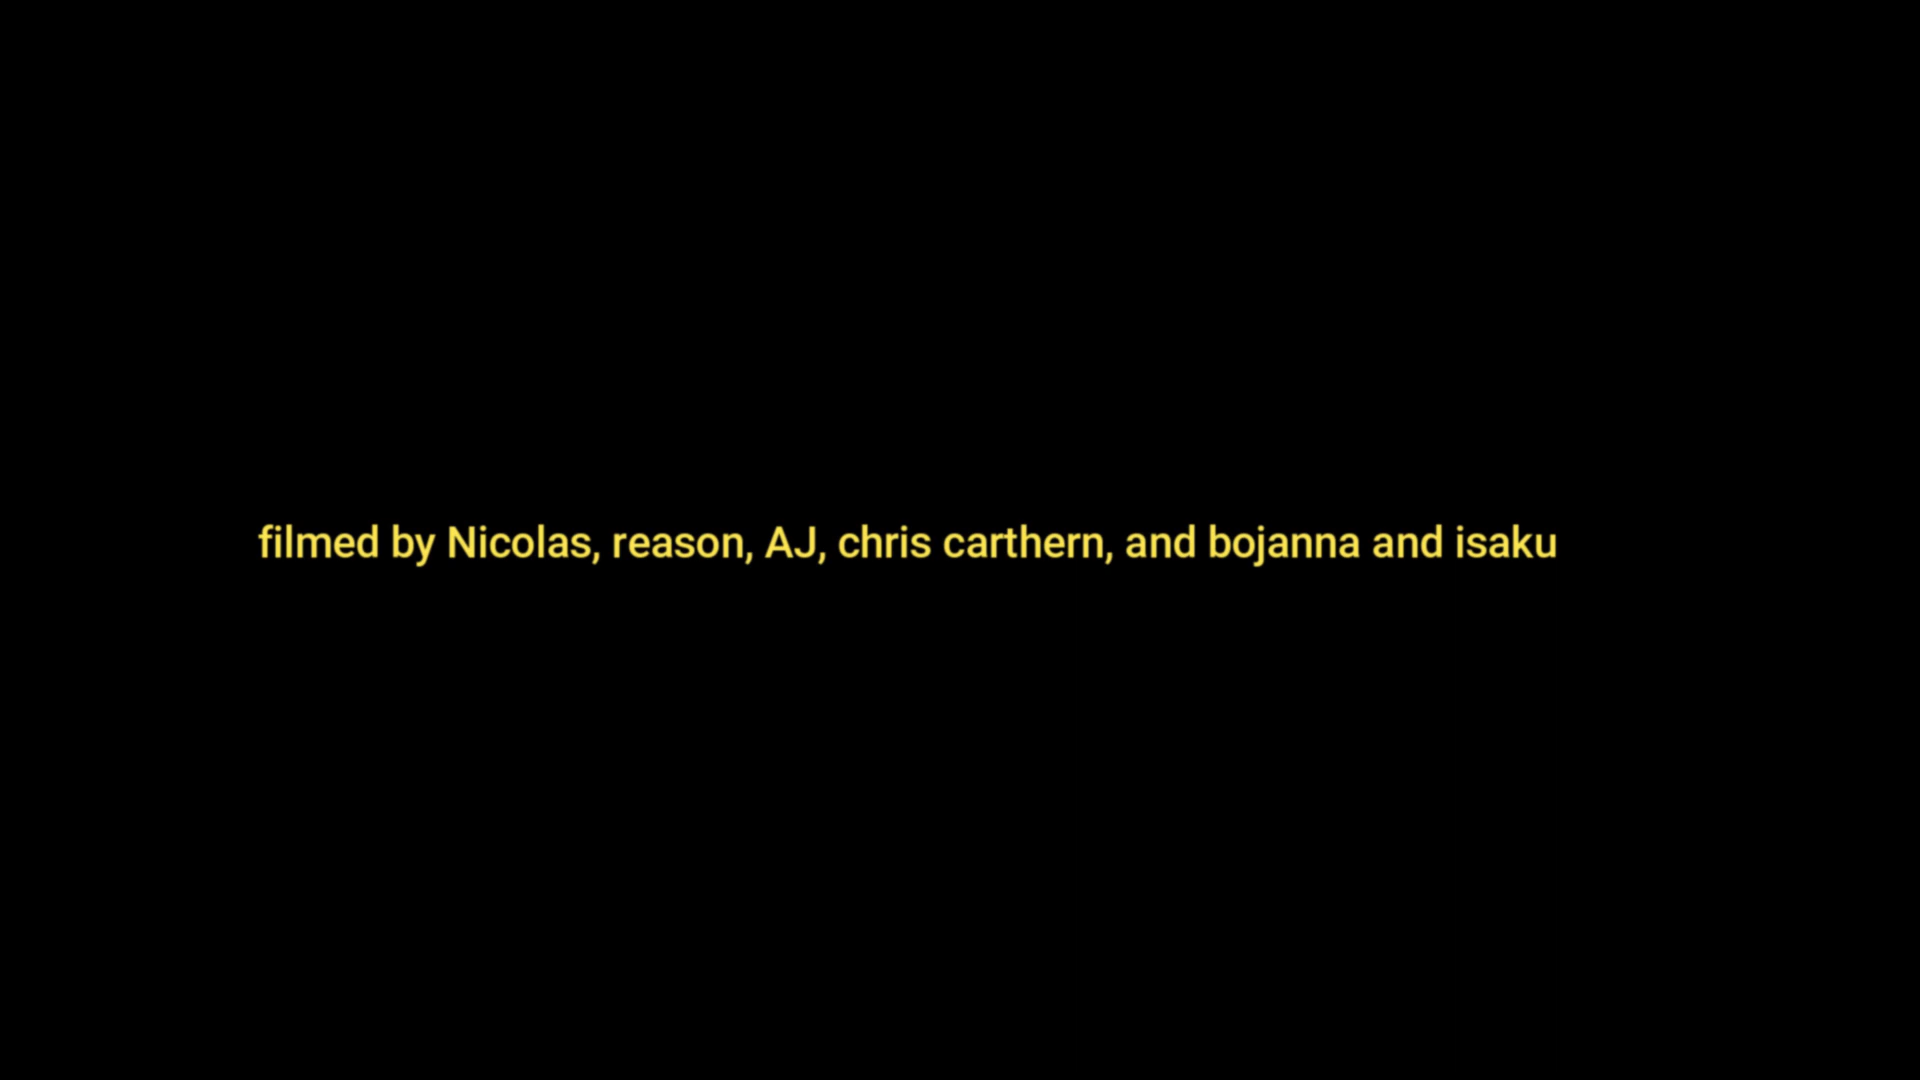 filmed by Nicolas, reason, AJ, chris carthern, and bojanna and isaku